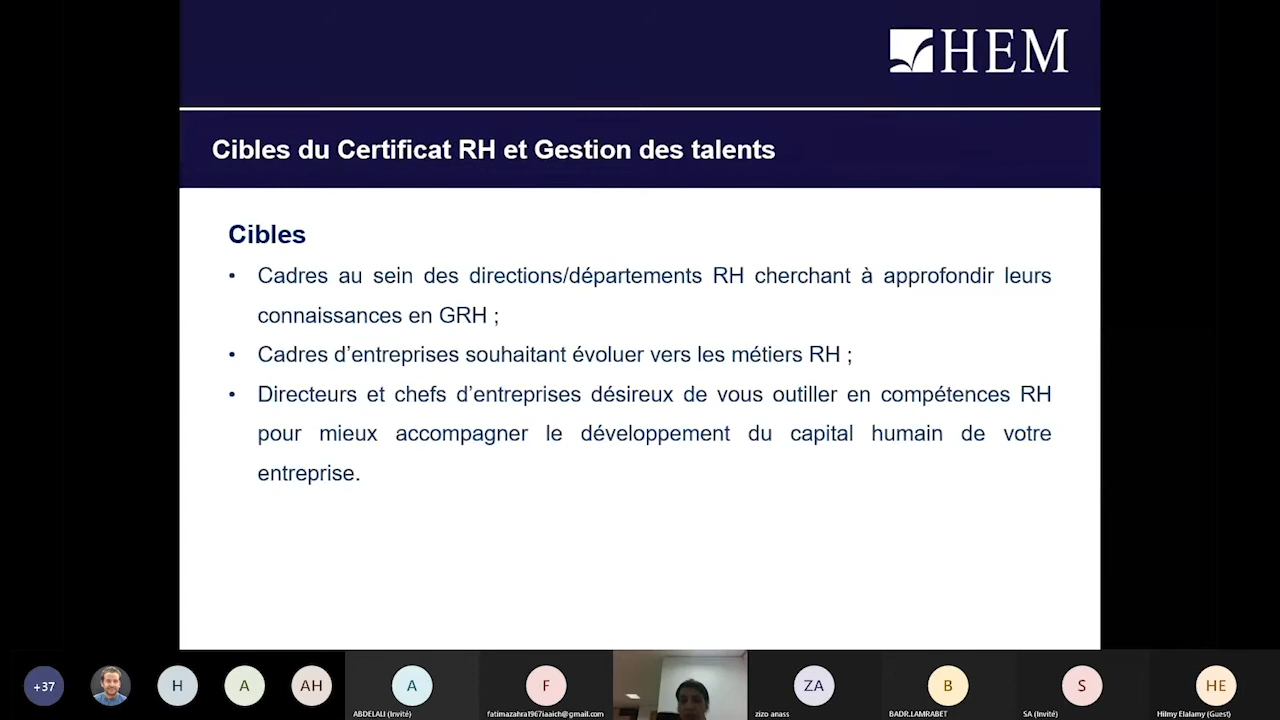 HEM
Cibles du Certificat RH et Gestion des talents
Cibles
• Cadres au sein des directions/départements RH cherchant à approfondir leurs
connaissances en GRH ;
• Cadres d’entreprises souhaitant évoluer vers les métiers RH ;
• Directeurs et chefs d’entreprises désireux de vous outiller en compétences RH
pour mieux accompagner le développement du capital humain de votre
entreprise.
+37 H A AH A F ZA B S HE
ABDELALI (Invité) fatimazahra1967iaaich@gmail.com zizo anass BADR.LAMRABET SA (Invité) Hilmy Elalamy (Guest)